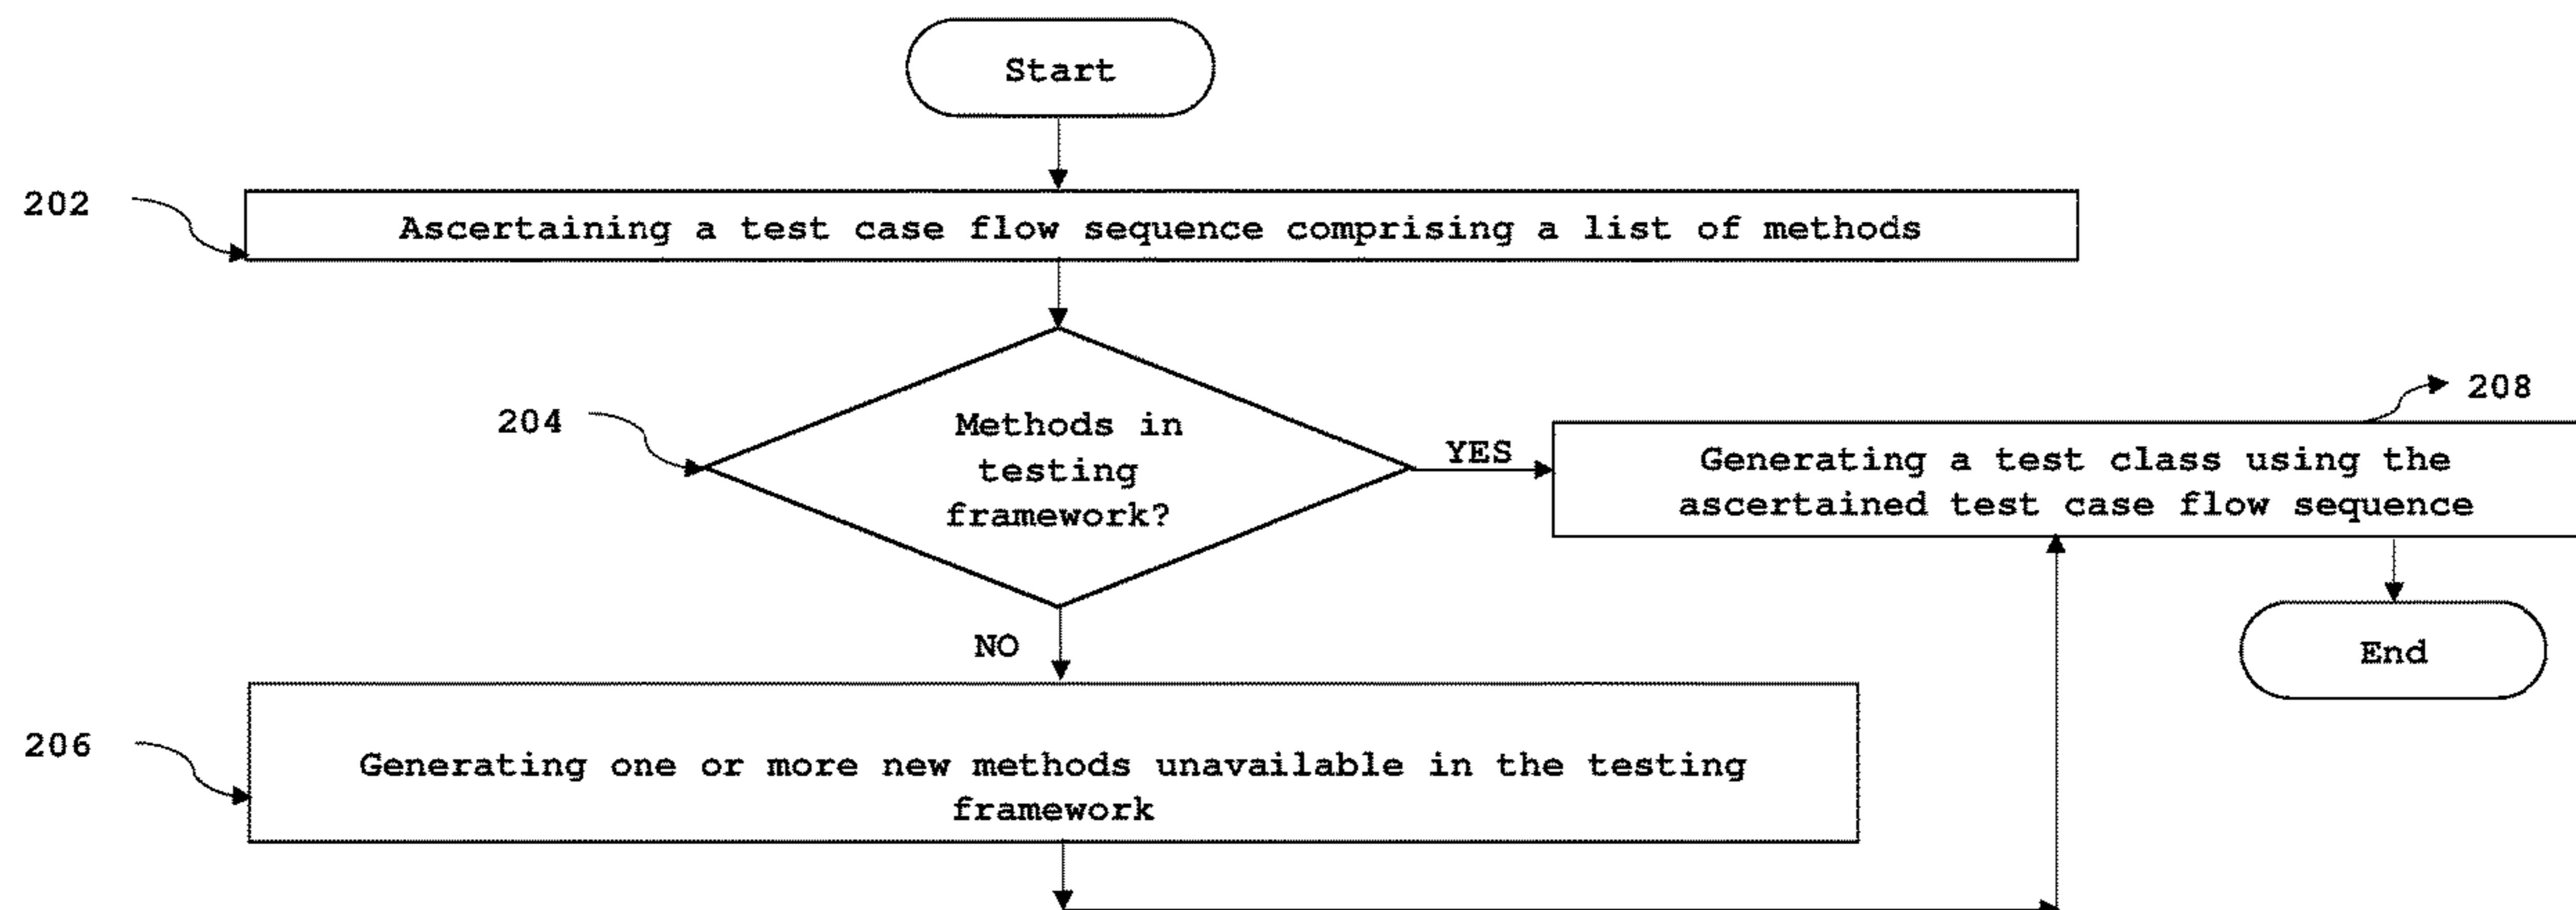 Start
202
Ascertaining a test case flow sequence comprising a list of methods
204
Methods in
testing
framework?
YES
208
Generating a test class using the
ascertained test case flow sequence
NO
End
206
Generating one or more new methods unavailable in the testing
framework